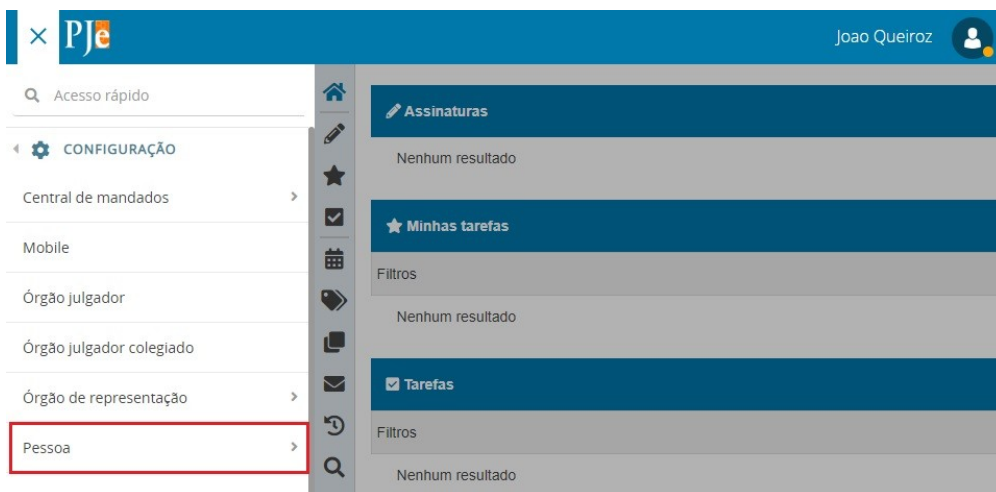 PJe
Joao Queiroz
Acesso rápido
CONFIGURAÇÃO
Central de mandados
Mobile
Órgão julgador
Órgão julgador colegiado
Órgão de representação
Pessoa
Assinaturas
Nenhum resultado
Minhas tarefas
Filtros
Nenhum resultado
Tarefas
Filtros
Nenhum resultado